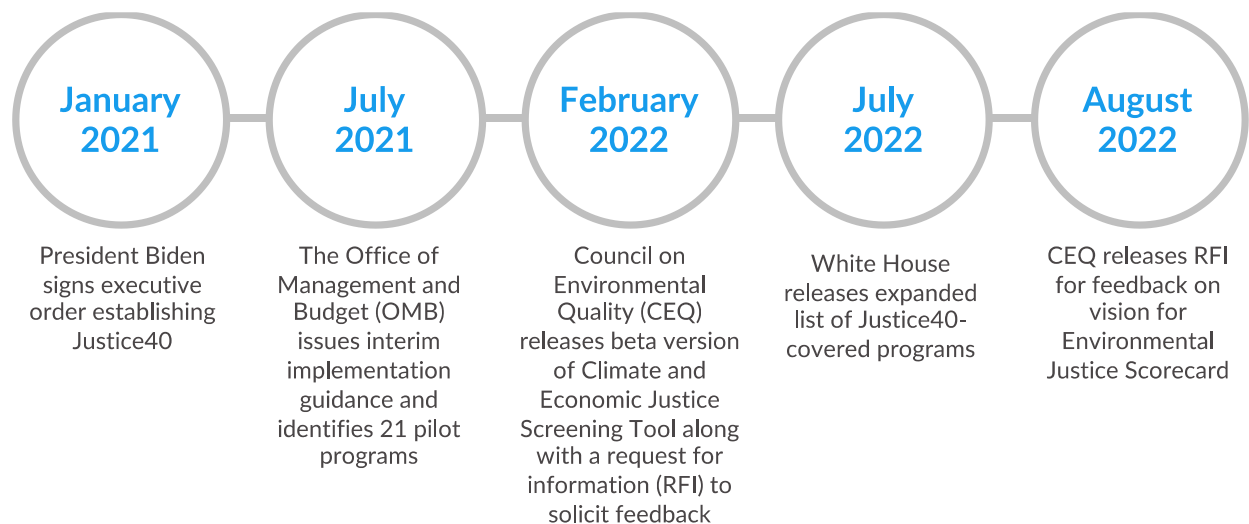 January
2021
July
2021
February
2022
July
2022
August
2022
President Biden
signs executive
order establishing
Justice40
The Office of
Management and
Budget (OMB)
issues interim
implementation
guidance and
identifies 21 pilot
programs
Council on
Environmental
Quality (CEQ)
releases beta version
of Climate and
Economic Justice
Screening Tool along
with a request for
information (RFI) to
solicit feedback
White House
releases expanded
list of Justice40-
covered programs
CEQ releases RFI
for feedback on
vision for
Environmental
Justice Scorecard